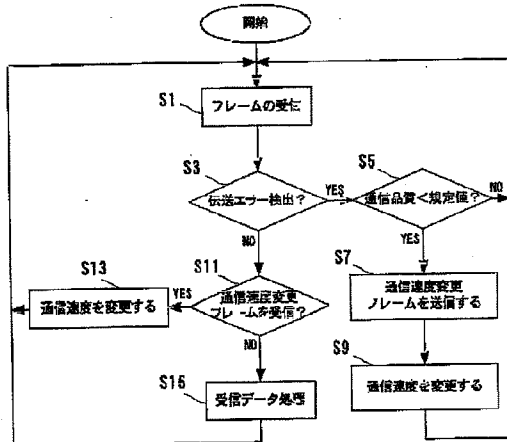 開始
S1
フレームの受信
S3
伝送エラー検出?
YES
S5
通信品質<規定値?
NO
NO
YES
S13
通信速度を変更する
YES
S11
通信速度変更
フレームを受信?
S7
通信速度変更
フレームを送信する
NO
S15
受信データ処理
S9
通信速度を変更する